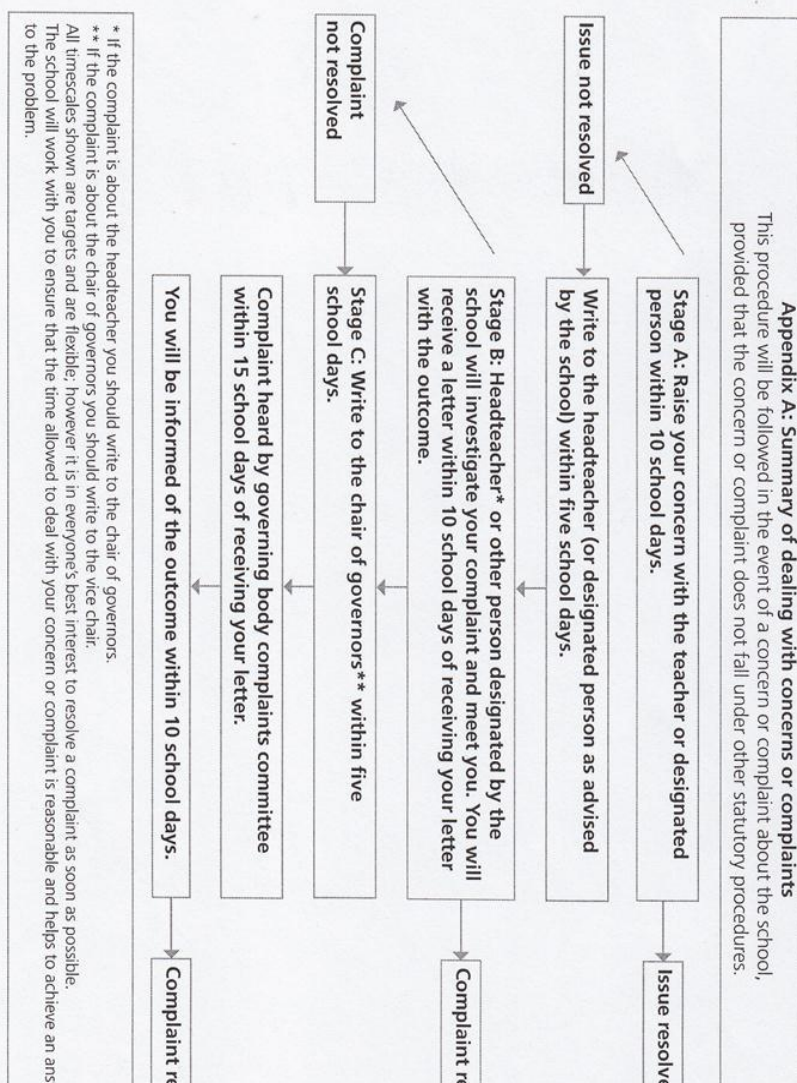 Appendix A: Summary of dealing with concerns or complaints
This procedure will be followed in the event of a concern or complaint about the school,
provided that the concern or complaint does not fall under other statutory procedures.
Stage A: Raise your concern with the teacher or designated
person within 10 school days.
Issue resolve
Issue not resolved
Write to the headteacher (or designated person as advised
by the school) within five school days.
Stage B: Headteacher* or other person designated by the
school will investigate your complaint and meet you. You will
receive a letter within 10 school days of receiving your letter
with the outcome.
Complaint re
Complaint
not resolved
Stage C: Write to the chair of governors** within five
school days.
Complaint heard by governing body complaints committee
within 15 school days of receiving your letter.
You will be informed of the outcome within 10 school days.
Complaint re
* If the complaint is about the headteacher you should write to the chair of governors.
** If the complaint is about the chair of governors you should write to the vice chair.
All timescales shown are targets and are flexible; however it is in everyone's best interest to resolve a complaint as soon as possible.
The school will work with you to ensure that the time allowed to deal with your concern or complaint is reasonable and helps to achieve an ans
to the problem.